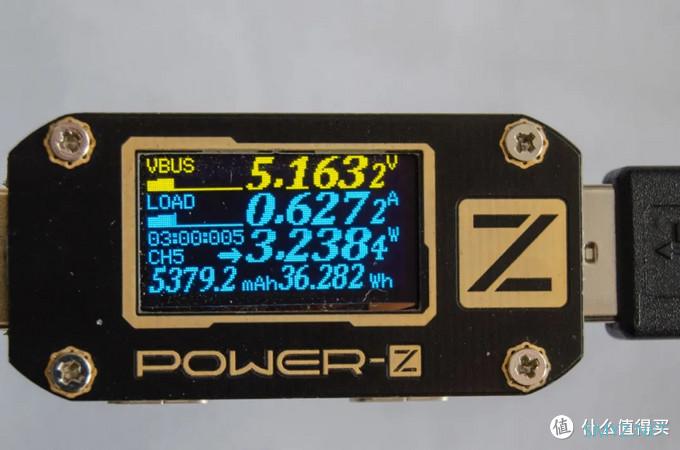 VBUS 5.1632 V
LOAD 0.6272 A
03:00:005
CH5 →3.2384 W
5379.2 mAh 36.282 Wh
Z
POWER-Z
值 什么值得买